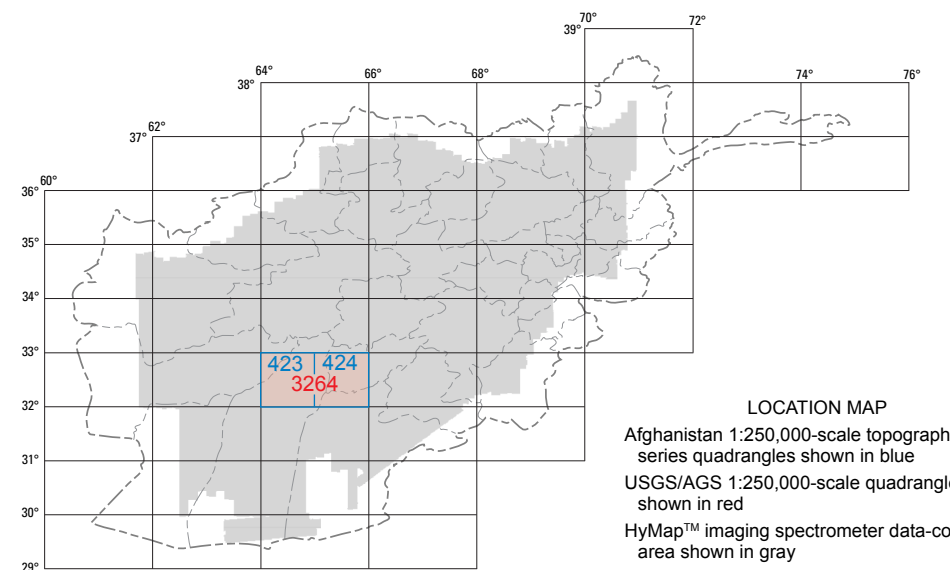 70°
39° 72°
64° 66° 68° 74° 76°
38°
62°
37°
60°
36°
35°
34°
33°
423 424
3264
32°
31°
30°
29°
LOCATION MAP
Afghanistan 1:250,000-scale topograph
series quadrangles shown in blue
USGS/AGS 1:250,000-scale quadrangle
shown in red
HyMap™ imaging spectrometer data-co
area shown in gray